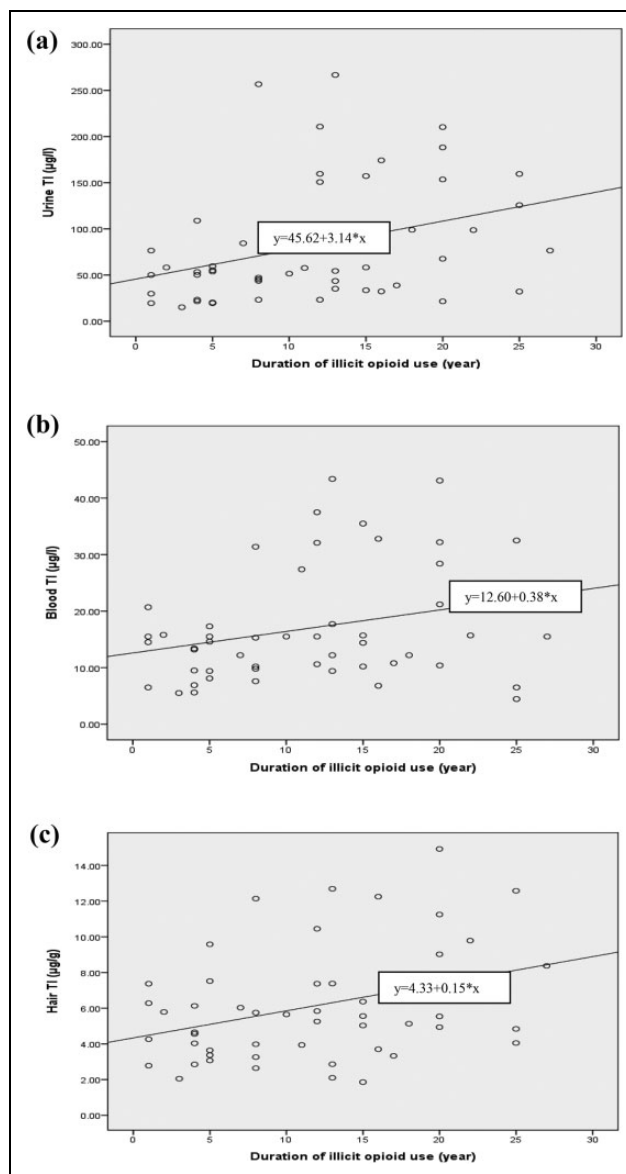 (a)
300.00
250.00
200.00
150.00
100.00
50.00
0.00
Urine Tl (µg/l)
y=45.62+3.14*x
0 5 10 15 20 25 30
Duration of illicit opioid use (year)
(b)
50.00
40.00
30.00
20.00
10.00
0.00
Blood Tl (µg/l)
y=12.60+0.38*x
0 5 10 15 20 25 30
Duration of illicit opioid use (year)
(c)
14.00
12.00
10.00
8.00
6.00
4.00
2.00
0.00
Hair Tl (µg/g)
y=4.33+0.15*x
0 5 10 15 20 25 30
Duration of illicit opioid use (year)